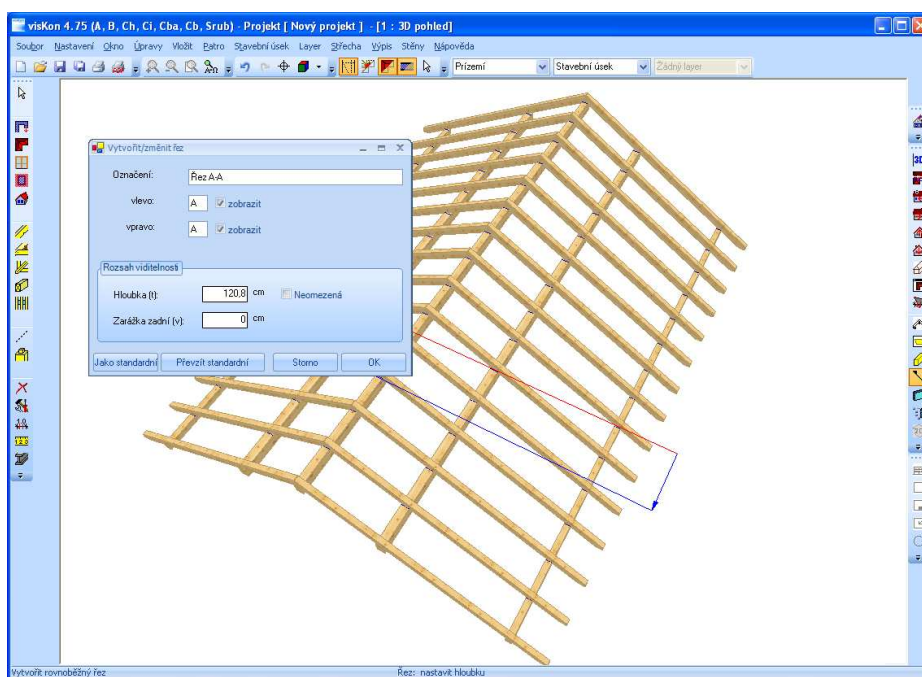 visKon 4.75 (A, B, Ch, Ci, Cba, Cb, Srub) - Projekt [ Nový projekt ] - [1 : 3D pohled]
Soubor Nastavení Okno Úpravy Vložit Patro Stavební úsek Layer Střecha Výpis Stěny Nápověda
Prízemí Stavební úsek Žádný layer
Vytvořit/změnit řez
Označení: Řez A-A
vlevo: A zobrazit
vpravo: A zobrazit
Rozsah viditelnosti
Hloubka (t): 120,8 cm Neomezená
Zarážka zadní (v): 0 cm
Jako standardní Převzít standardní Storno OK
3D
Vytvořit rovnoběžný řez Řez: nastavit hloubku